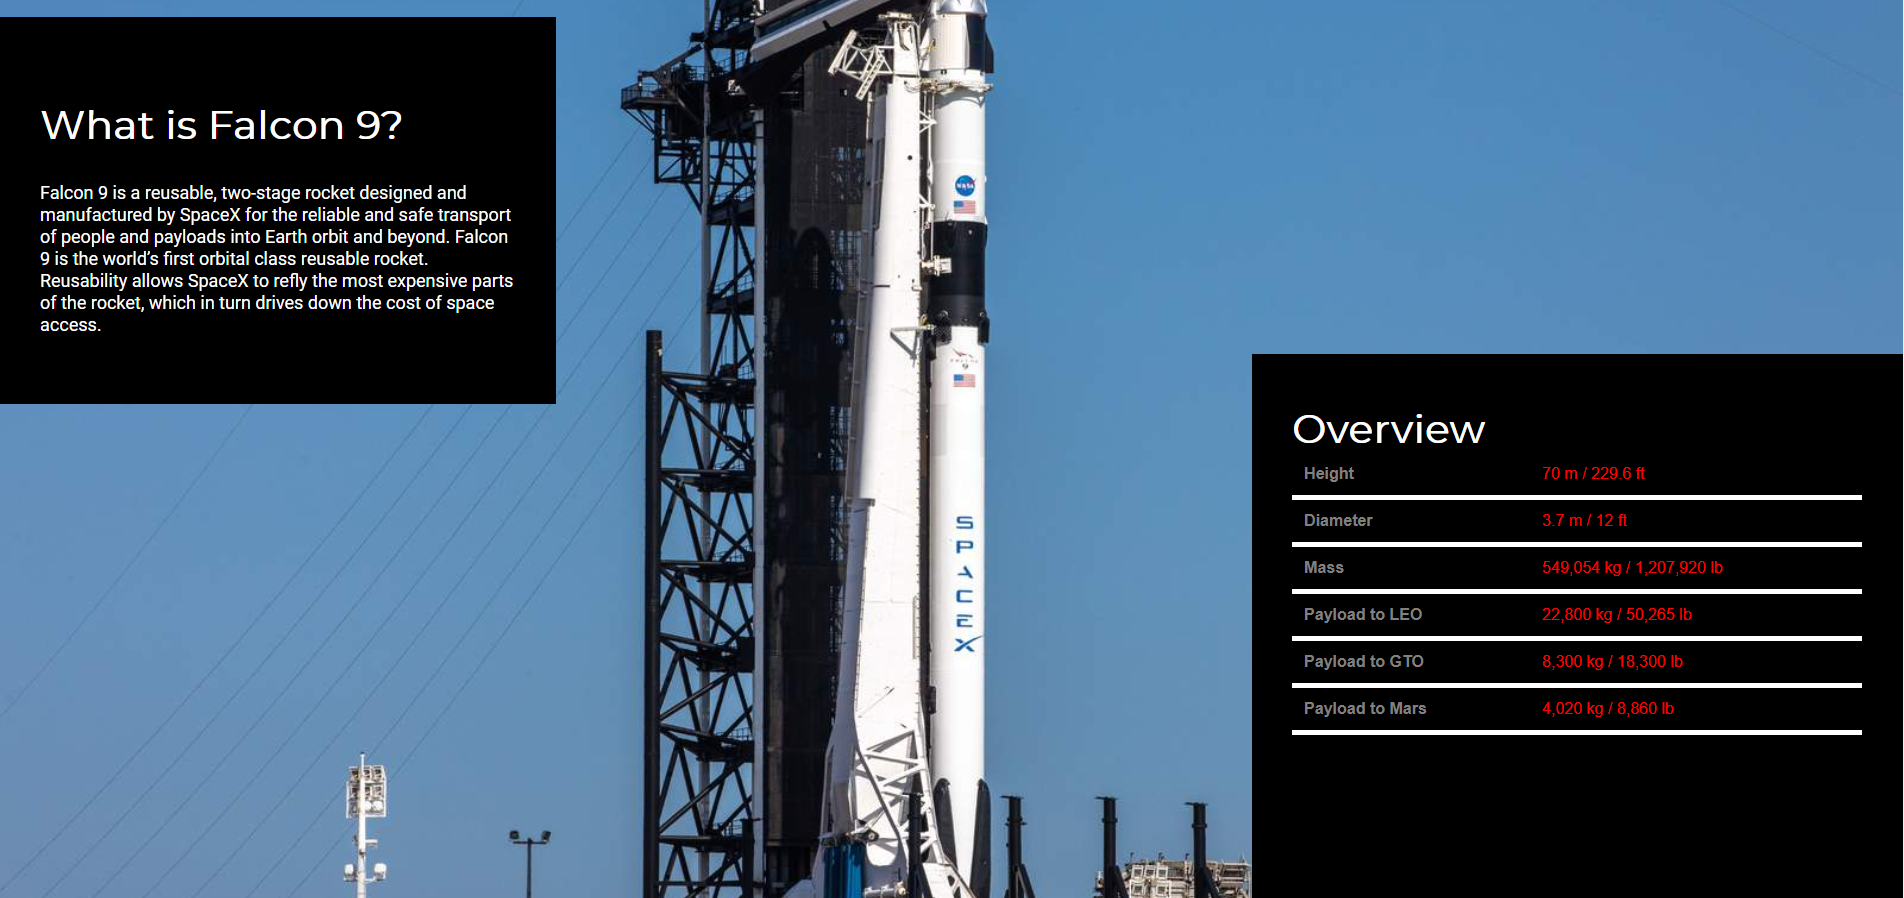 What is Falcon 9?
Falcon 9 is a reusable, two-stage rocket designed and
manufactured by SpaceX for the reliable and safe transport
of people and payloads into Earth orbit and beyond. Falcon
9 is the world’s first orbital class reusable rocket.
Reusability allows SpaceX to refly the most expensive parts
of the rocket, which in turn drives down the cost of space
access.
NASA
SPACEX
Overview
Height 70 m / 229.6 ft
Diameter 3.7 m / 12 ft
Mass 549,054 kg / 1,207,920 lb
Payload to LEO 22,800 kg / 50,265 lb
Payload to GTO 8,300 kg / 18,300 lb
Payload to Mars 4,020 kg / 8,860 lb